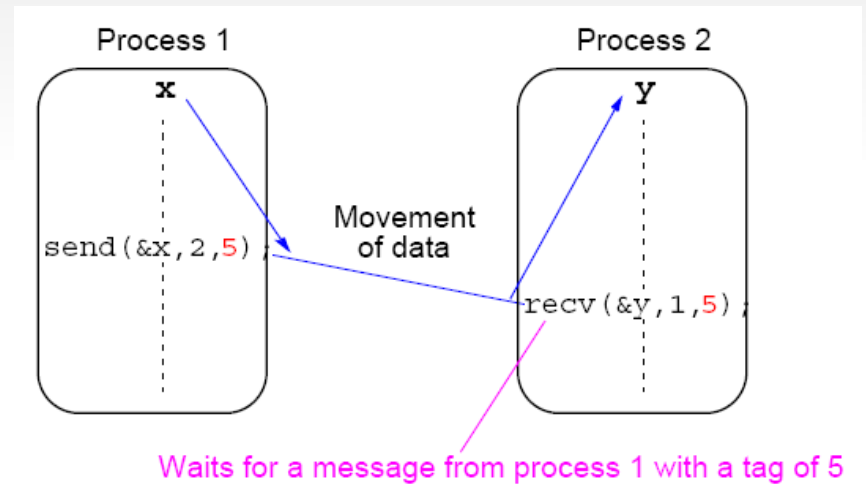 Process 1
Process 2
x
y
Movement
of data
send(&x,2,5);
recv(&y,1,5);
Waits for a message from process 1 with a tag of 5